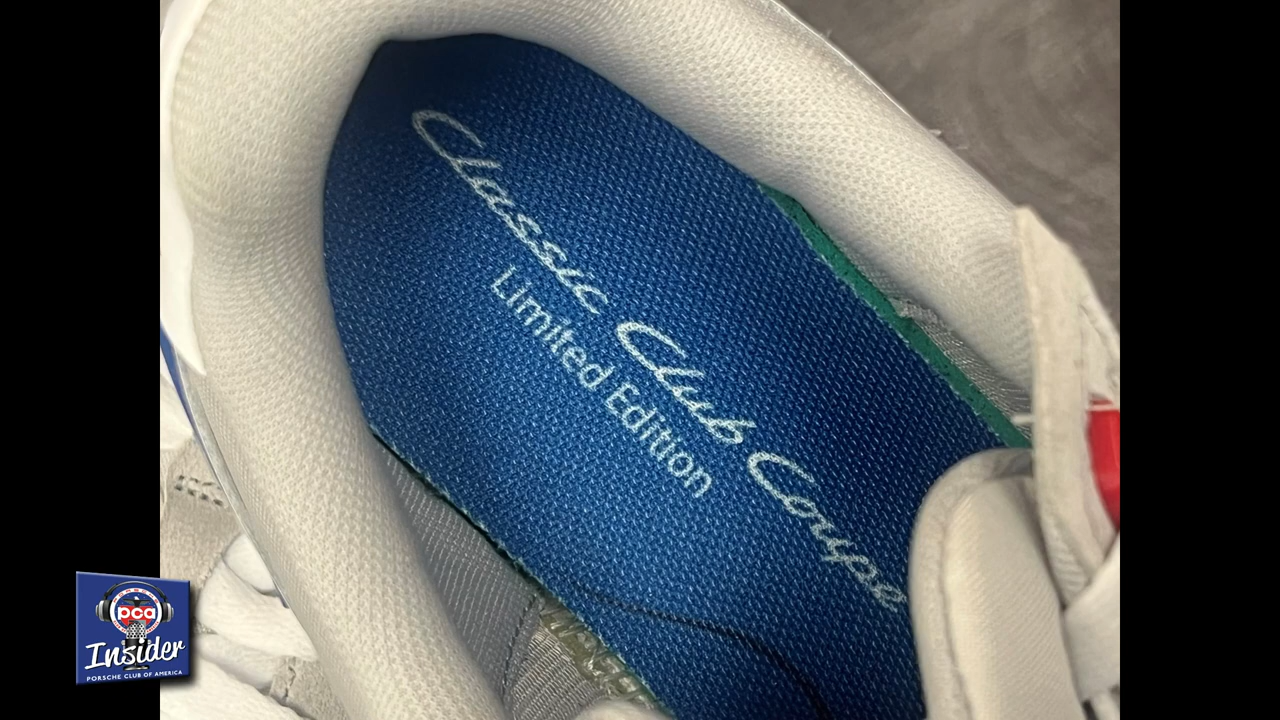 Classic Club Coupe
Limited Edition
pca
Insider
PORSCHE CLUB OF AMERICA